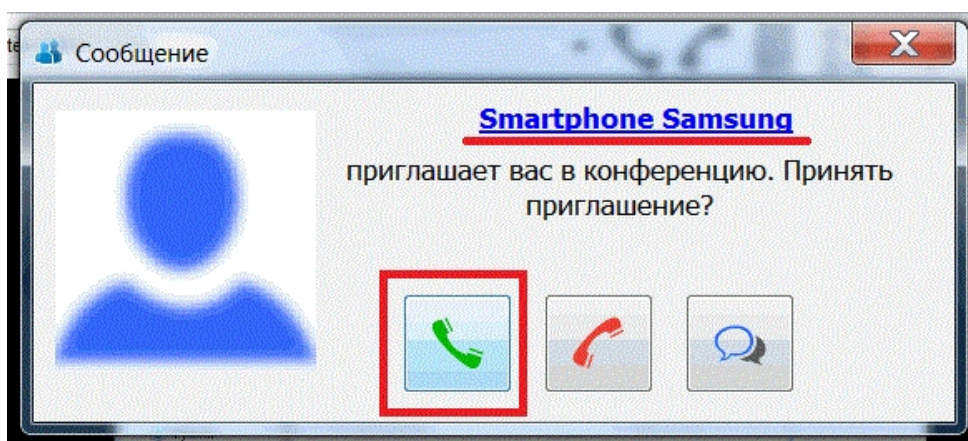 Сообщение
Smartphone Samsung
приглашает вас в конференцию. Принять
приглашение?